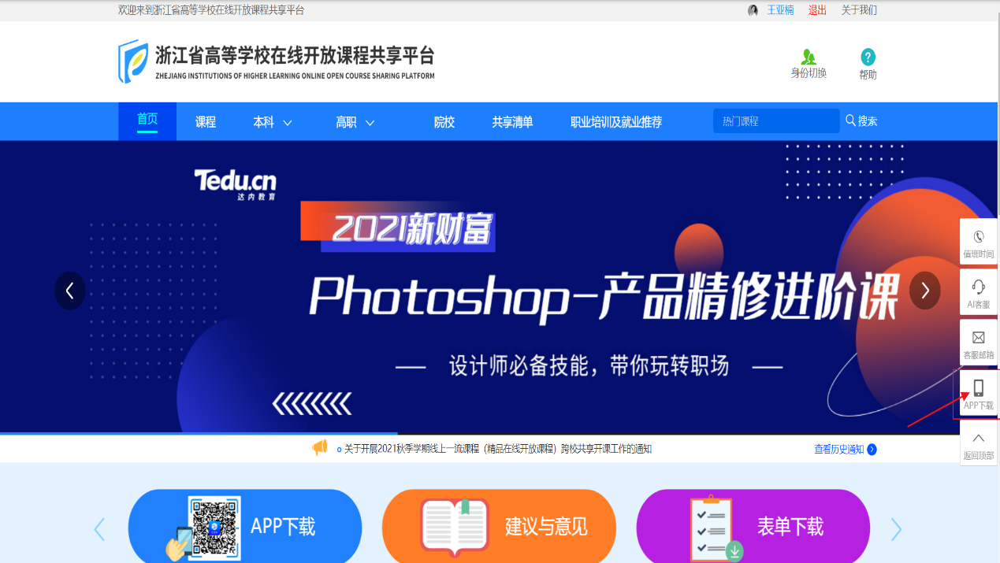 欢迎来到浙江省高等学校在线开放课程共享平台
王亚楠 退出 关于我们
浙江省高等学校在线开放课程共享平台
ZHEJIANG INSTITUTIONS OF HIGHER LEARNING ONLINE OPEN COURSE SHARING PLATFORM
身份切换 帮助
首页 课程 本科 高职 院校 共享清单 职业培训及就业推荐 热门课程 搜索
Tedu.cn
达内教育
2021新财富
Photoshop-产品精修进阶课
设计师必备技能，带你玩转职场
值班时间
AI客服
客服邮箱
APP下载
返回顶部
关于开展2021秋季学期线上一流课程（精品在线开放课程）跨校共享开课工作的通知 查看历史通知
APP下载 建议与意见 表单下载